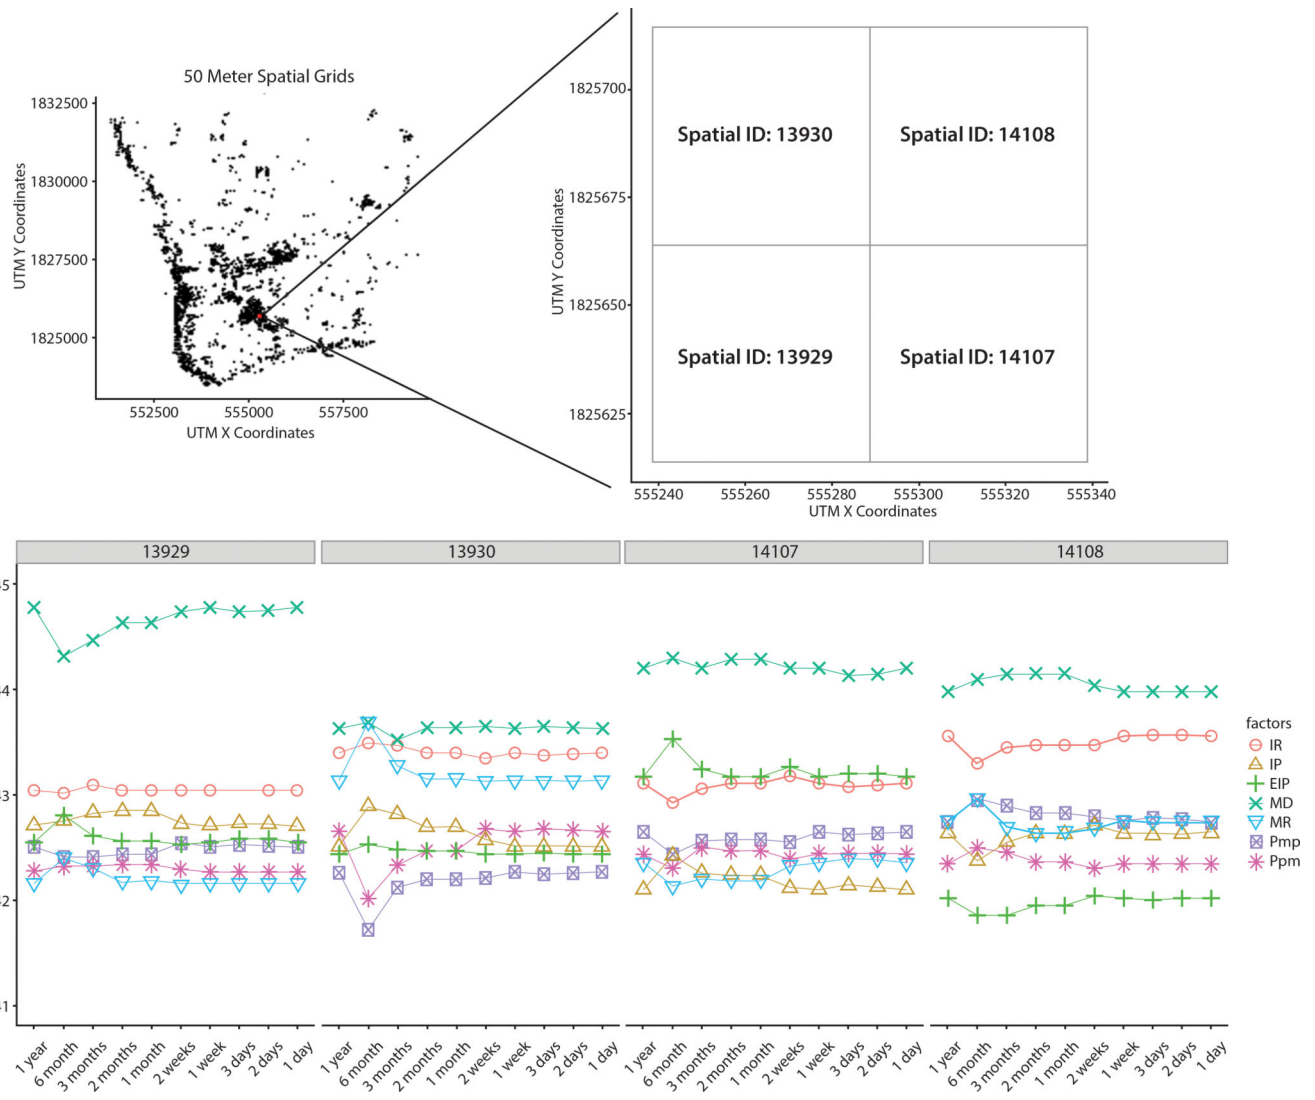 50 Meter Spatial Grids
UTM Y Coordinates
1832500
1830000
1827500
1825000
552500 555000 557500
UTM X Coordinates
UTM Y Coordinates
1825700
1825675
1825650
1825625
Spatial ID: 13930
Spatial ID: 14108
Spatial ID: 13929
Spatial ID: 14107
555240 555260 555280 555300 555320 555340
UTM X Coordinates
13929 13930 14107 14108
45
44
43
42
41
1 year 6 month 3 months 2 months 1 month 2 weeks 1 week 3 days 2 days 1 day
1 year 6 month 3 months 2 months 1 month 2 weeks 1 week 3 days 2 days 1 day
1 year 6 month 3 months 2 months 1 month 2 weeks 1 week 3 days 2 days 1 day
1 year 6 month 3 months 2 months 1 month 2 weeks 1 week 3 days 2 days 1 day
factors
IR
IP
EIP
MD
MR
Pmp
Ppm